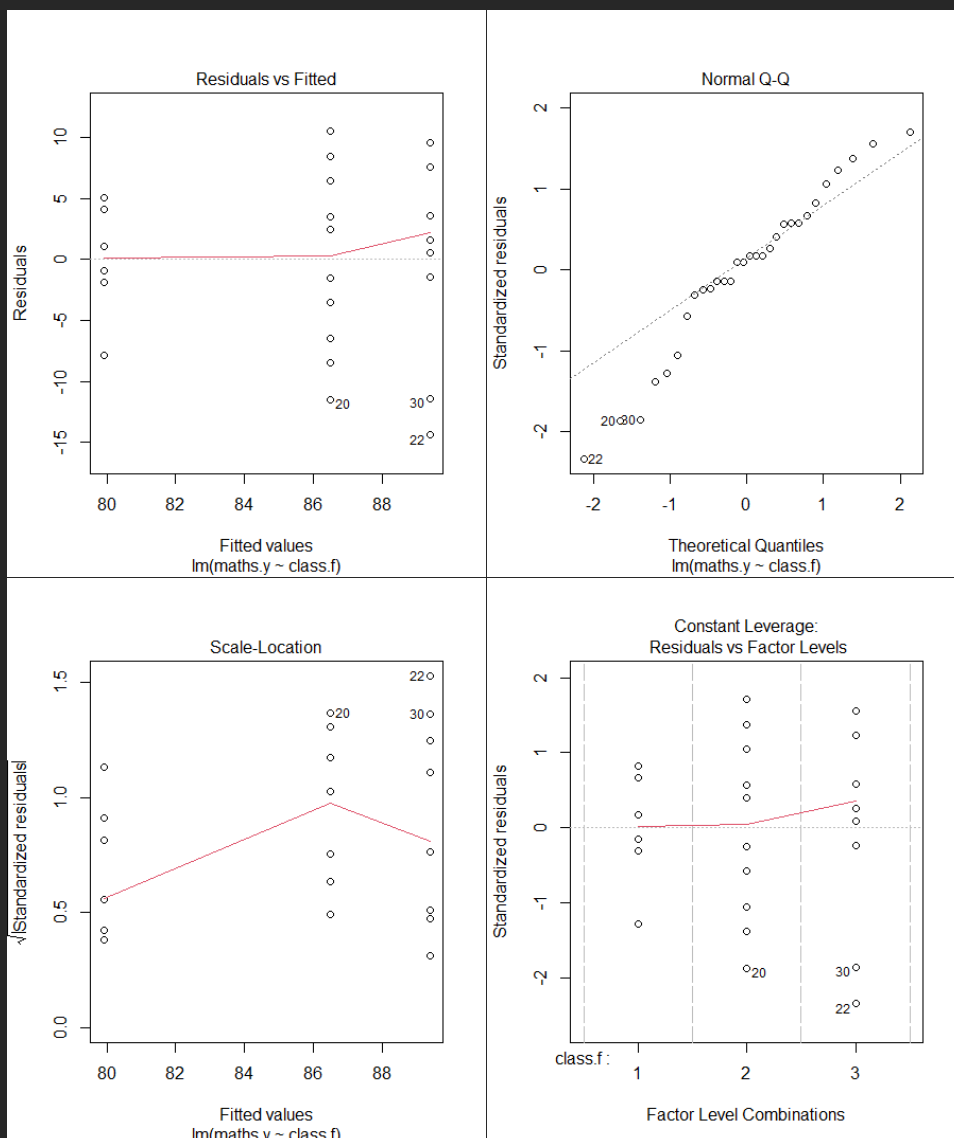 Residuals vs Fitted
Residuals
10
5
0
-5
-10
-15
20
30
22
80 82 84 86 88
Fitted values
lm(maths.y ~ class.f)
Normal Q-Q
Standardized residuals
2
1
0
-1
-2
20 30
22
-2 -1 0 1 2
Theoretical Quantiles
lm(maths.y ~ class.f)
Scale-Location
√|Standardized residuals|
1.5
1.0
0.5
0.0
22
20
30
80 82 84 86 88
Fitted values
lm(maths.y ~ class.f)
Constant Leverage:
Residuals vs Factor Levels
Standardized residuals
2
1
0
-1
-2
20
30
22
class.f :
1 2 3
Factor Level Combinations